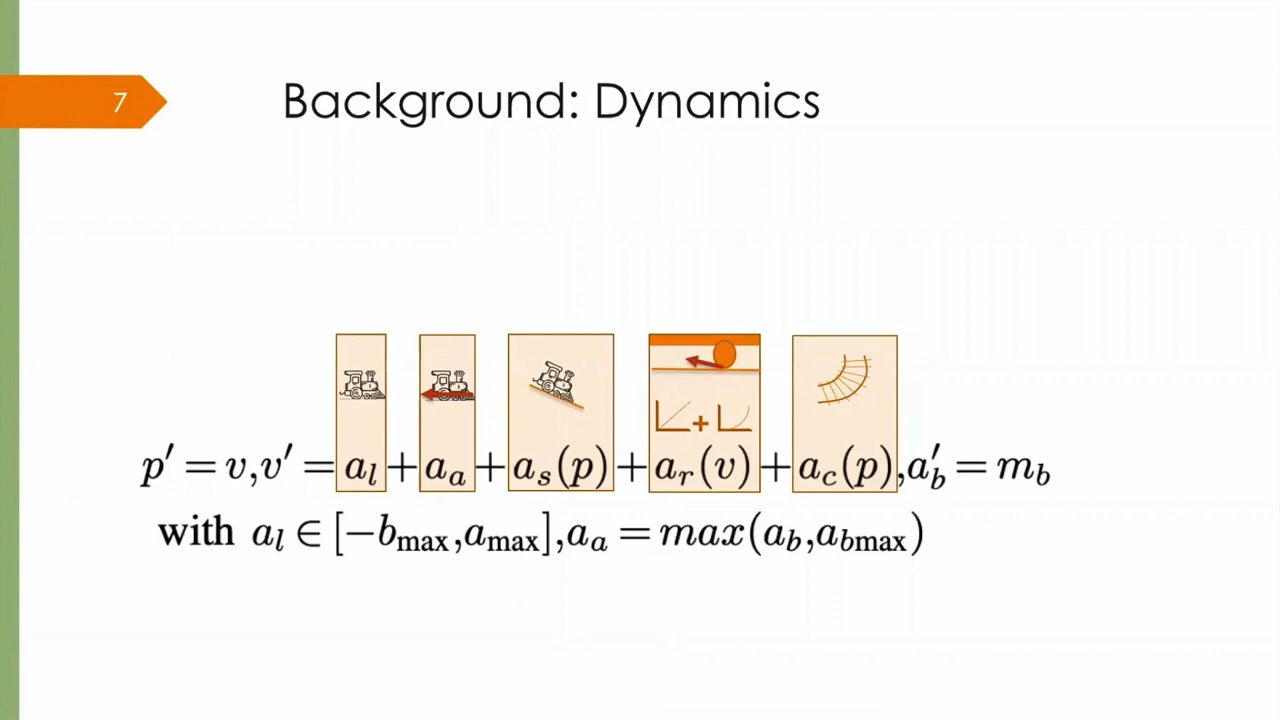 7
Background: Dynamics
p′ = v, v′ = a_l + a_a + a_s(p) + a_r(v) + a_c(p), a′_b = m_b
with a_l ∈ [−b_max, a_max], a_a = max(a_b, a_bmax)